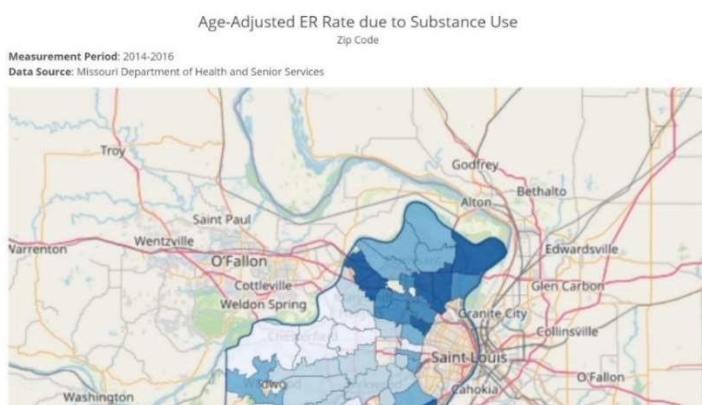 Age-Adjusted ER Rate due to Substance Use
Zip Code
Measurement Period: 2014-2016
Data Source: Missouri Department of Health and Senior Services
Troy
Godfrey
Bethalto
Alton
Saint Paul
Warrenton
Wentzville
Edwardsville
O'Fallon
Cottleville
Glen Carbon
Weldon Spring
Granite City
Collinsville
Chesterfield
Saint Louis
O'Fallon
Cahokia
Washington